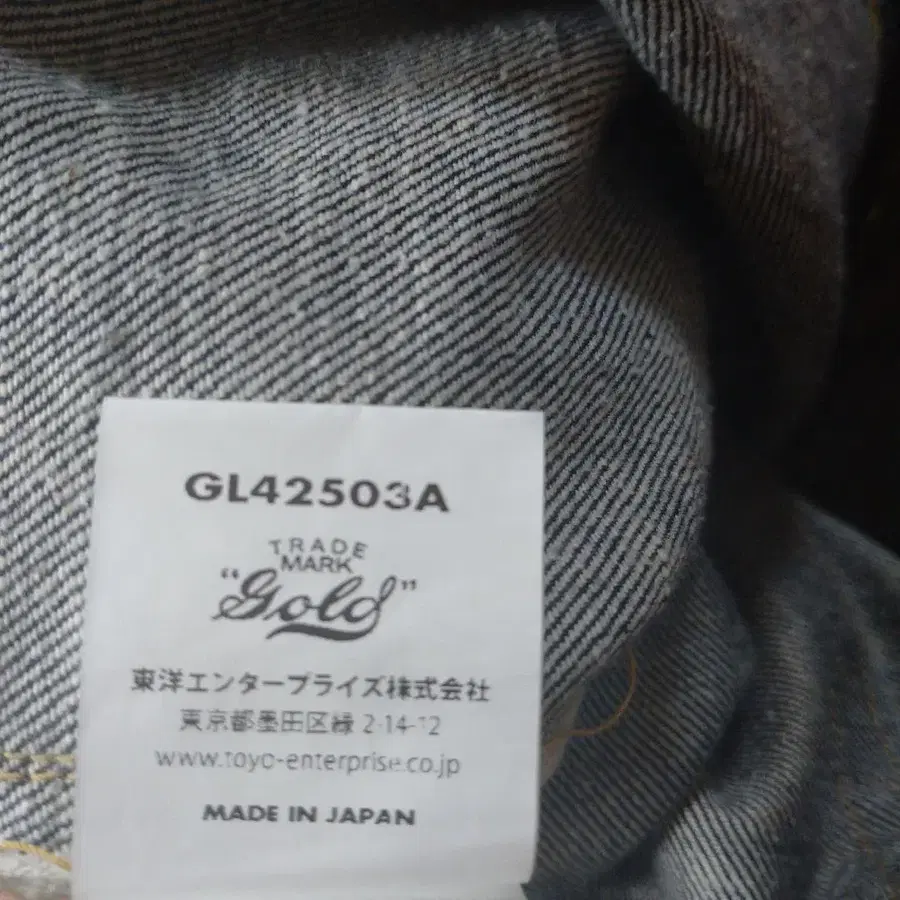 GL42503A
TRADE
MARK
“Gold”
東洋エンタープライズ株式会社
東京都墨田区緑 2-14-12
www.toyo-enterprise.co.jp
MADE IN JAPAN